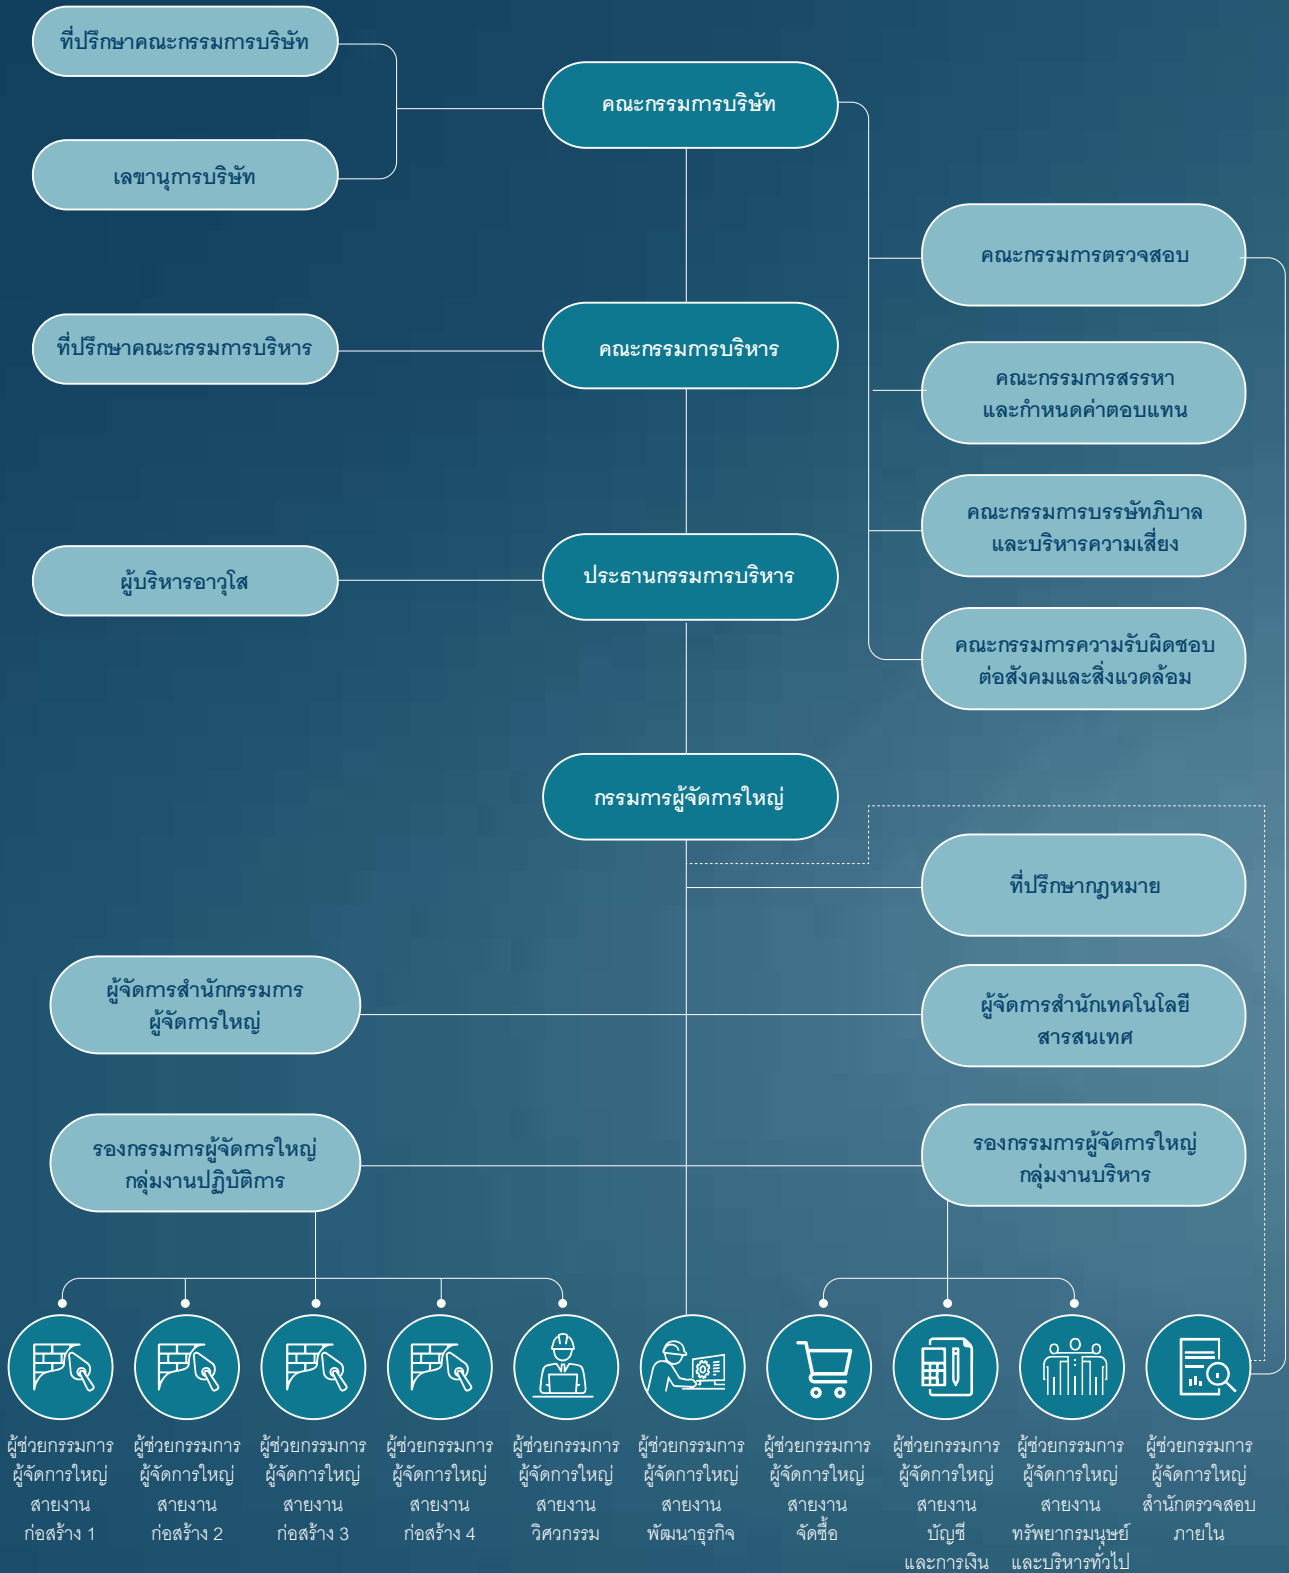 ที่ปรึกษาคณะกรรมการบริษัท
คณะกรรมการบริษัท
เลขานุการบริษัท
คณะกรรมการตรวจสอบ
ที่ปรึกษาคณะกรรมการบริหาร
คณะกรรมการบริหาร
คณะกรรมการสรรหา
และกำหนดค่าตอบแทน
คณะกรรมการบรรษัทภิบาล
และบริหารความเสี่ยง
ผู้บริหารอาวุโส
ประธานกรรมการบริหาร
คณะกรรมการความรับผิดชอบ
ต่อสังคมและสิ่งแวดล้อม
กรรมการผู้จัดการใหญ่
ที่ปรึกษากฎหมาย
ผู้จัดการสำนักกรรมการ
ผู้จัดการใหญ่
ผู้จัดการสำนักเทคโนโลยี
สารสนเทศ
รองกรรมการผู้จัดการใหญ่
กลุ่มงานปฏิบัติการ
รองกรรมการผู้จัดการใหญ่
กลุ่มงานบริหาร
ผู้ช่วยกรรมการ
ผู้จัดการใหญ่
สายงาน
ก่อสร้าง 1
ผู้ช่วยกรรมการ
ผู้จัดการใหญ่
สายงาน
ก่อสร้าง 2
ผู้ช่วยกรรมการ
ผู้จัดการใหญ่
สายงาน
ก่อสร้าง 3
ผู้ช่วยกรรมการ
ผู้จัดการใหญ่
สายงาน
ก่อสร้าง 4
ผู้ช่วยกรรมการ
ผู้จัดการใหญ่
สายงาน
วิศวกรรม
ผู้ช่วยกรรมการ
ผู้จัดการใหญ่
สายงาน
พัฒนาธุรกิจ
ผู้ช่วยกรรมการ
ผู้จัดการใหญ่
สายงาน
จัดซื้อ
ผู้ช่วยกรรมการ
ผู้จัดการใหญ่
สายงาน
บัญชี
และการเงิน
ผู้ช่วยกรรมการ
ผู้จัดการใหญ่
สายงาน
ทรัพยากรมนุษย์
และบริหารทั่วไป
ผู้ช่วยกรรมการ
ผู้จัดการใหญ่
สำนักตรวจสอบ
ภายใน